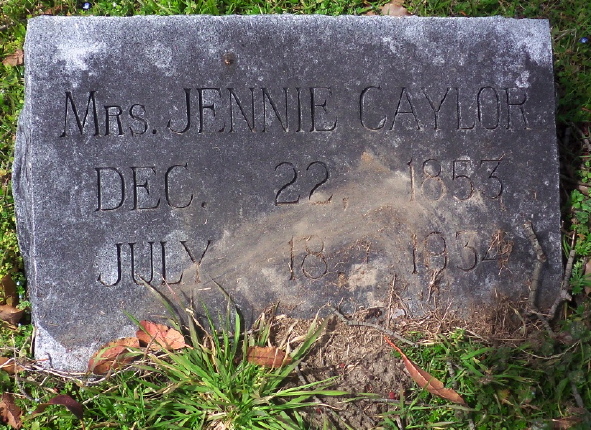 Mrs. JENNIE CAYLOR
DEC. 22, 1853
JULY 18, 1934